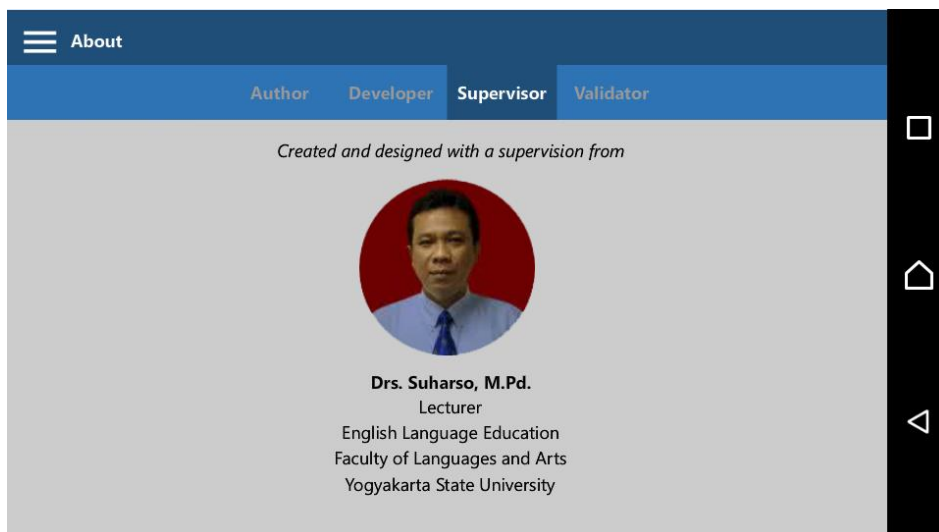 About
Author Developer Supervisor Validator
Created and designed with a supervision from
Drs. Suharso, M.Pd.
Lecturer
English Language Education
Faculty of Languages and Arts
Yogyakarta State University